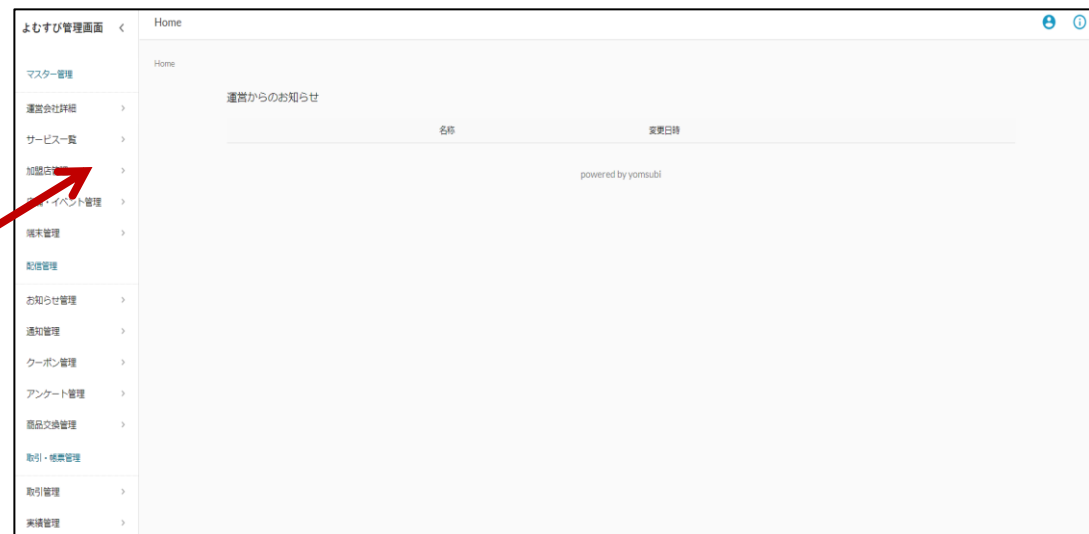 よむすび管理画面
Home
マスター管理
Home
運営会社詳細
運営からのお知らせ
サービス一覧
名称 変更日時
加盟店管理
powered by yomsubi
・イベント管理
端末管理
配信管理
お知らせ管理
通知管理
クーポン管理
アンケート管理
商品交換管理
取引・帳票管理
取引管理
実績管理